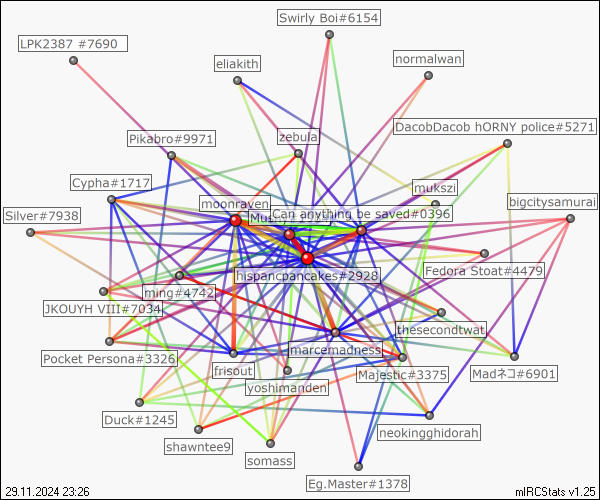 Swirly Boi#6154
LPK2387 #7690
eliakith
normalwan
DacobDacob hORNY police#5271
Pikabro#9971
zebula
Cypha#1717
mukszi
moonraven
bigcitysamurai
Silver#7938
Can anything be saved#0396
hispancpancakes#2928
Fedora Stoat#4479
ming#4742
JKOUYH VIII#7034
thesecondtwat
marcemadness
Pocket Persona#3326
frisout
Majestic#3375
Madネコ#6901
yoshimanden
Duck#1245
neokingghidorah
shawntee9
somass
Eg.Master#1378
29.11.2024 23:26
mIRCStats v1.25